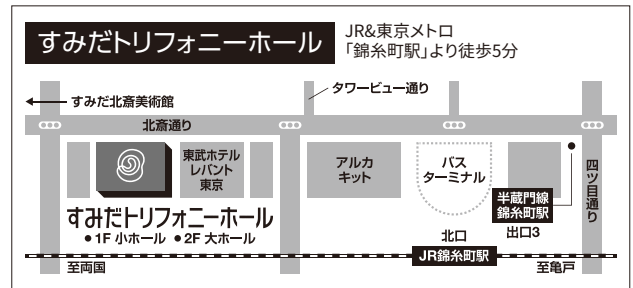 すみだトリフォニーホール
JR&東京メトロ
「錦糸町駅」より徒歩5分
タワービュー通り
すみだ北斎美術館
北斎通り
東武ホテル
レバント
東京
アルカ
キット
バス
ターミナル
四ツ目通り
半蔵門線
錦糸町駅
出口3
すみだトリフォニーホール
●1F 小ホール ●2F 大ホール
北口
JR錦糸町駅
至両国
至亀戸